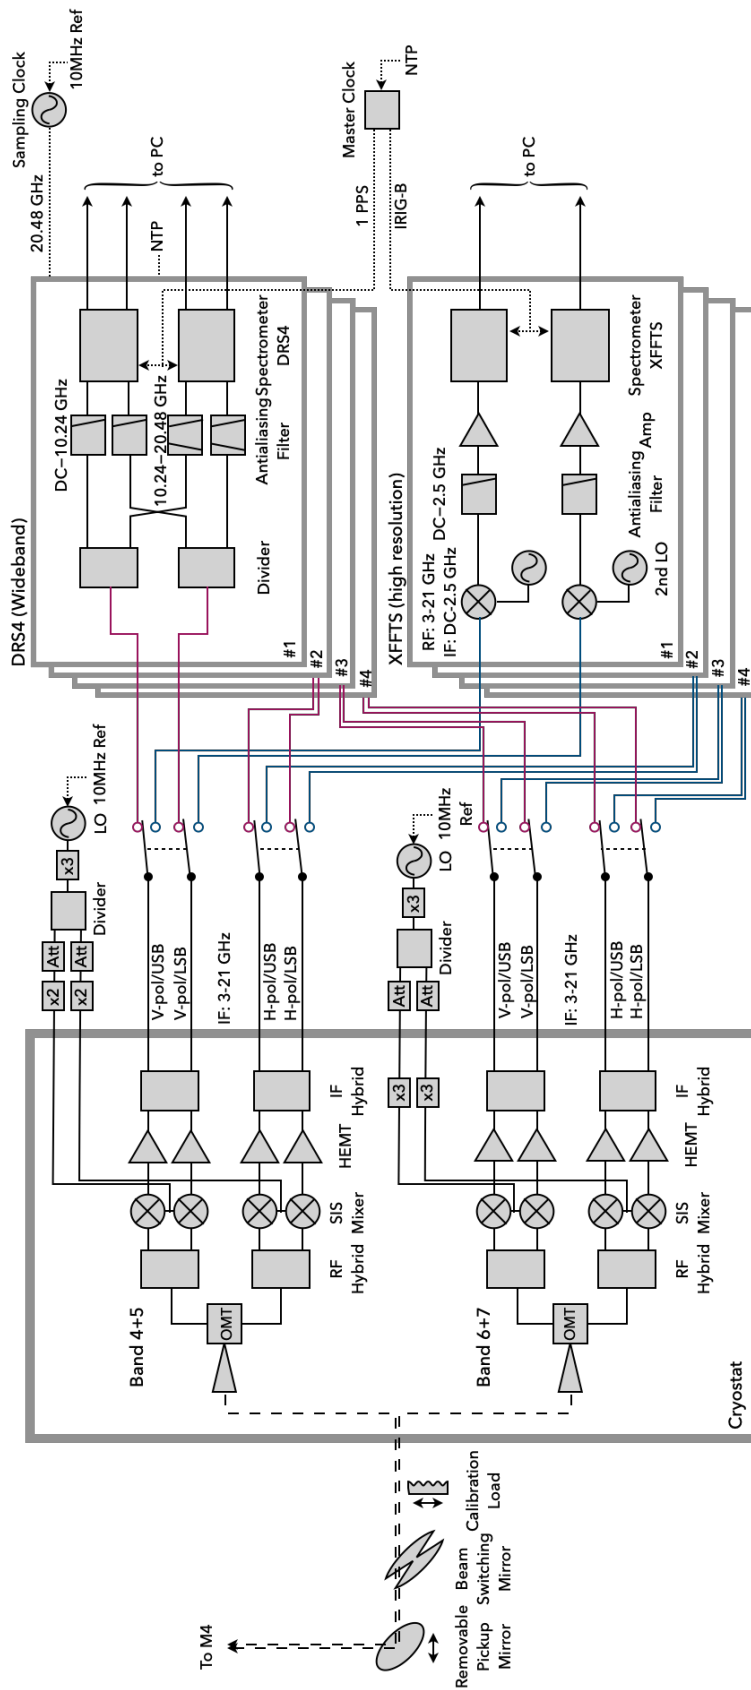 Sampling Clock
10MHz Ref
20.48 GHz
Master Clock
NTP
1 PPS
IRIG-B
to PC
NTP
to PC
DRS4 (Wideband)
DC–10.24 GHz
10.24–20.48 GHz
Divider
Antialiasing
Filter
Spectrometer
DRS4
#1
#2
#3
#4
XFFTS (high resolution)
RF: 3-21 GHz
IF: DC-2.5 GHz
DC–2.5 GHz
2nd LO
Antialiasing
Filter
Amp
Spectrometer
XFFTS
#1
#2
#3
#4
LO
10MHz Ref
x3
Divider
Att
Att
x2
x2
V-pol/USB
V-pol/LSB
IF: 3-21 GHz
H-pol/USB
H-pol/LSB
LO
10MHz
Ref
x3
Divider
Att
Att
x3
x3
V-pol/USB
V-pol/LSB
IF: 3-21 GHz
H-pol/USB
H-pol/LSB
Band 4+5
OMT
RF
Hybrid
SIS
Mixer
HEMT
IF
Hybrid
Band 6+7
OMT
RF
Hybrid
SIS
Mixer
HEMT
IF
Hybrid
Cryostat
To M4
Removable
Pickup
Mirror
Beam
Switching
Mirror
Calibration
Load